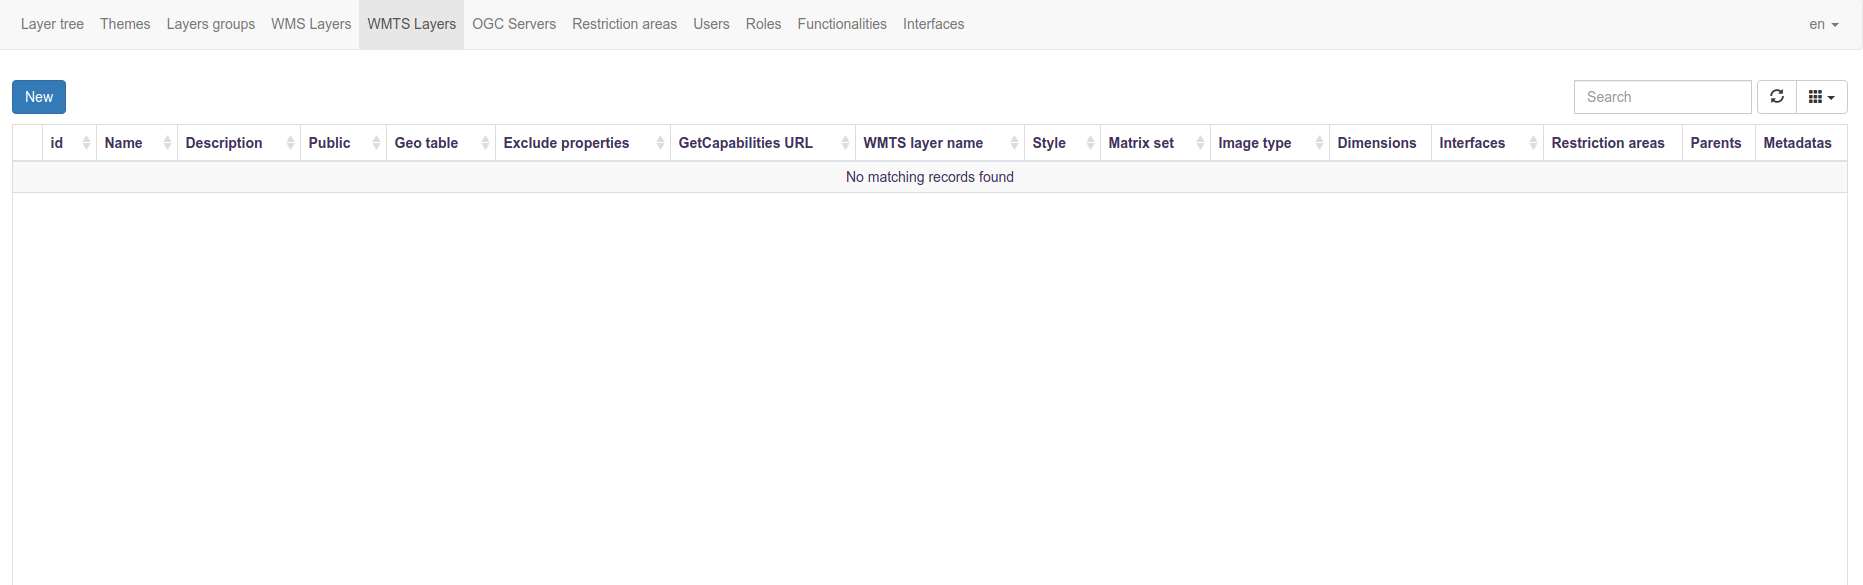 Layer tree Themes Layers groups WMS Layers WMTS Layers OGC Servers Restriction areas Users Roles Functionalities Interfaces en
New Search
id Name Description Public Geo table Exclude properties GetCapabilities URL WMTS layer name Style Matrix set Image type Dimensions Interfaces Restriction areas Parents Metadatas
No matching records found